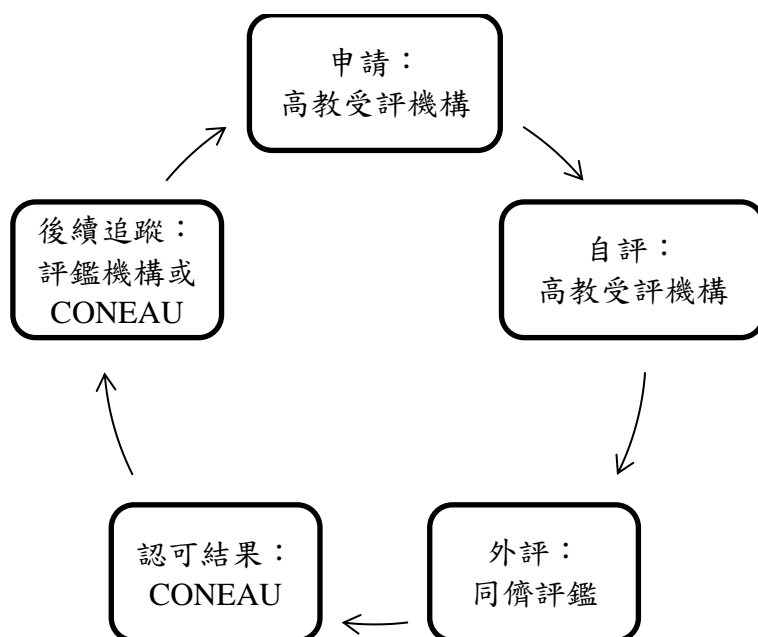 申請：
高教受評機構
自評：
高教受評機構
外評：
同儕評鑑
認可結果：
CONEAU
後續追蹤：
評鑑機構或
CONEAU